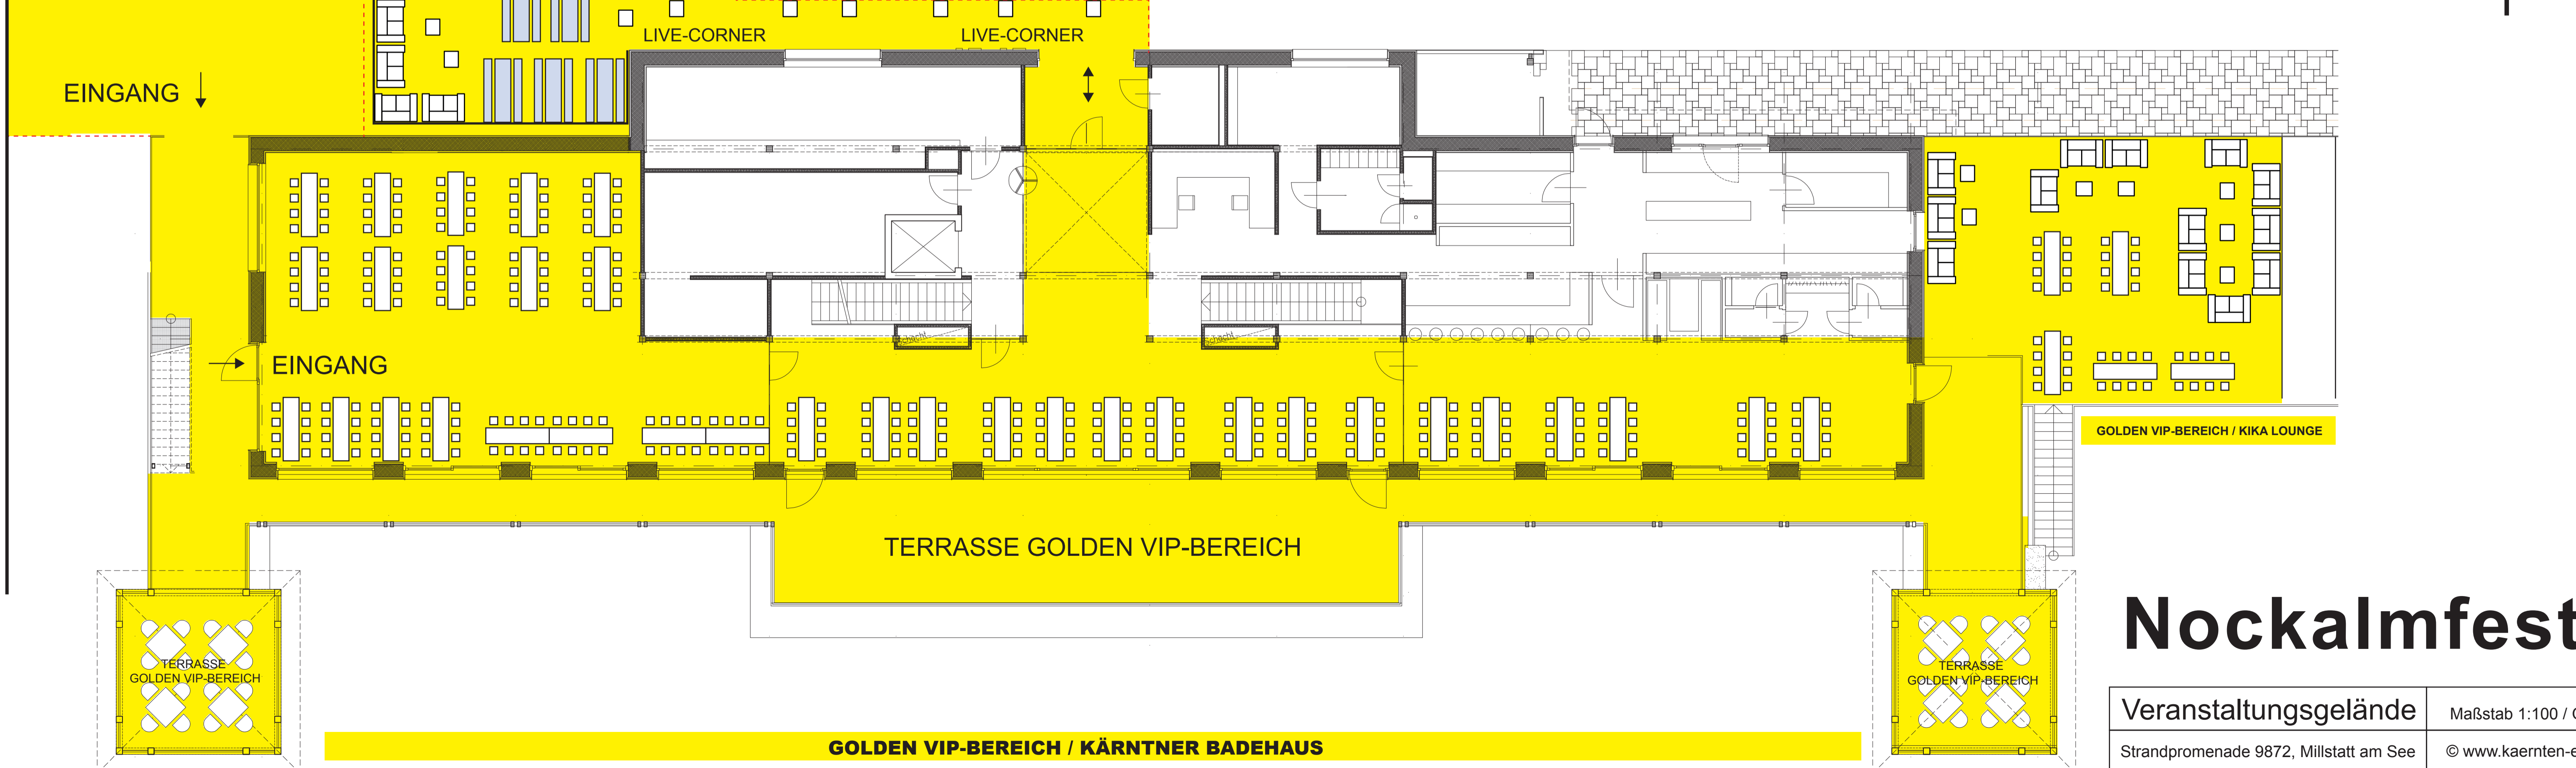 LIVE-CORNER
LIVE-CORNER
EINGANG
EINGANG
Schacht
Schacht
GOLDEN VIP-BEREICH / KIKA LOUNGE
TERRASSE GOLDEN VIP-BEREICH
TERRASSE
GOLDEN VIP-BEREICH
TERRASSE
GOLDEN VIP-BEREICH
Nockalmfest
Veranstaltungsgelände
Maßstab 1:100 /
GOLDEN VIP-BEREICH / KÄRNTNER BADEHAUS
Strandpromenade 9872, Millstatt am See
© www.kaernten-e